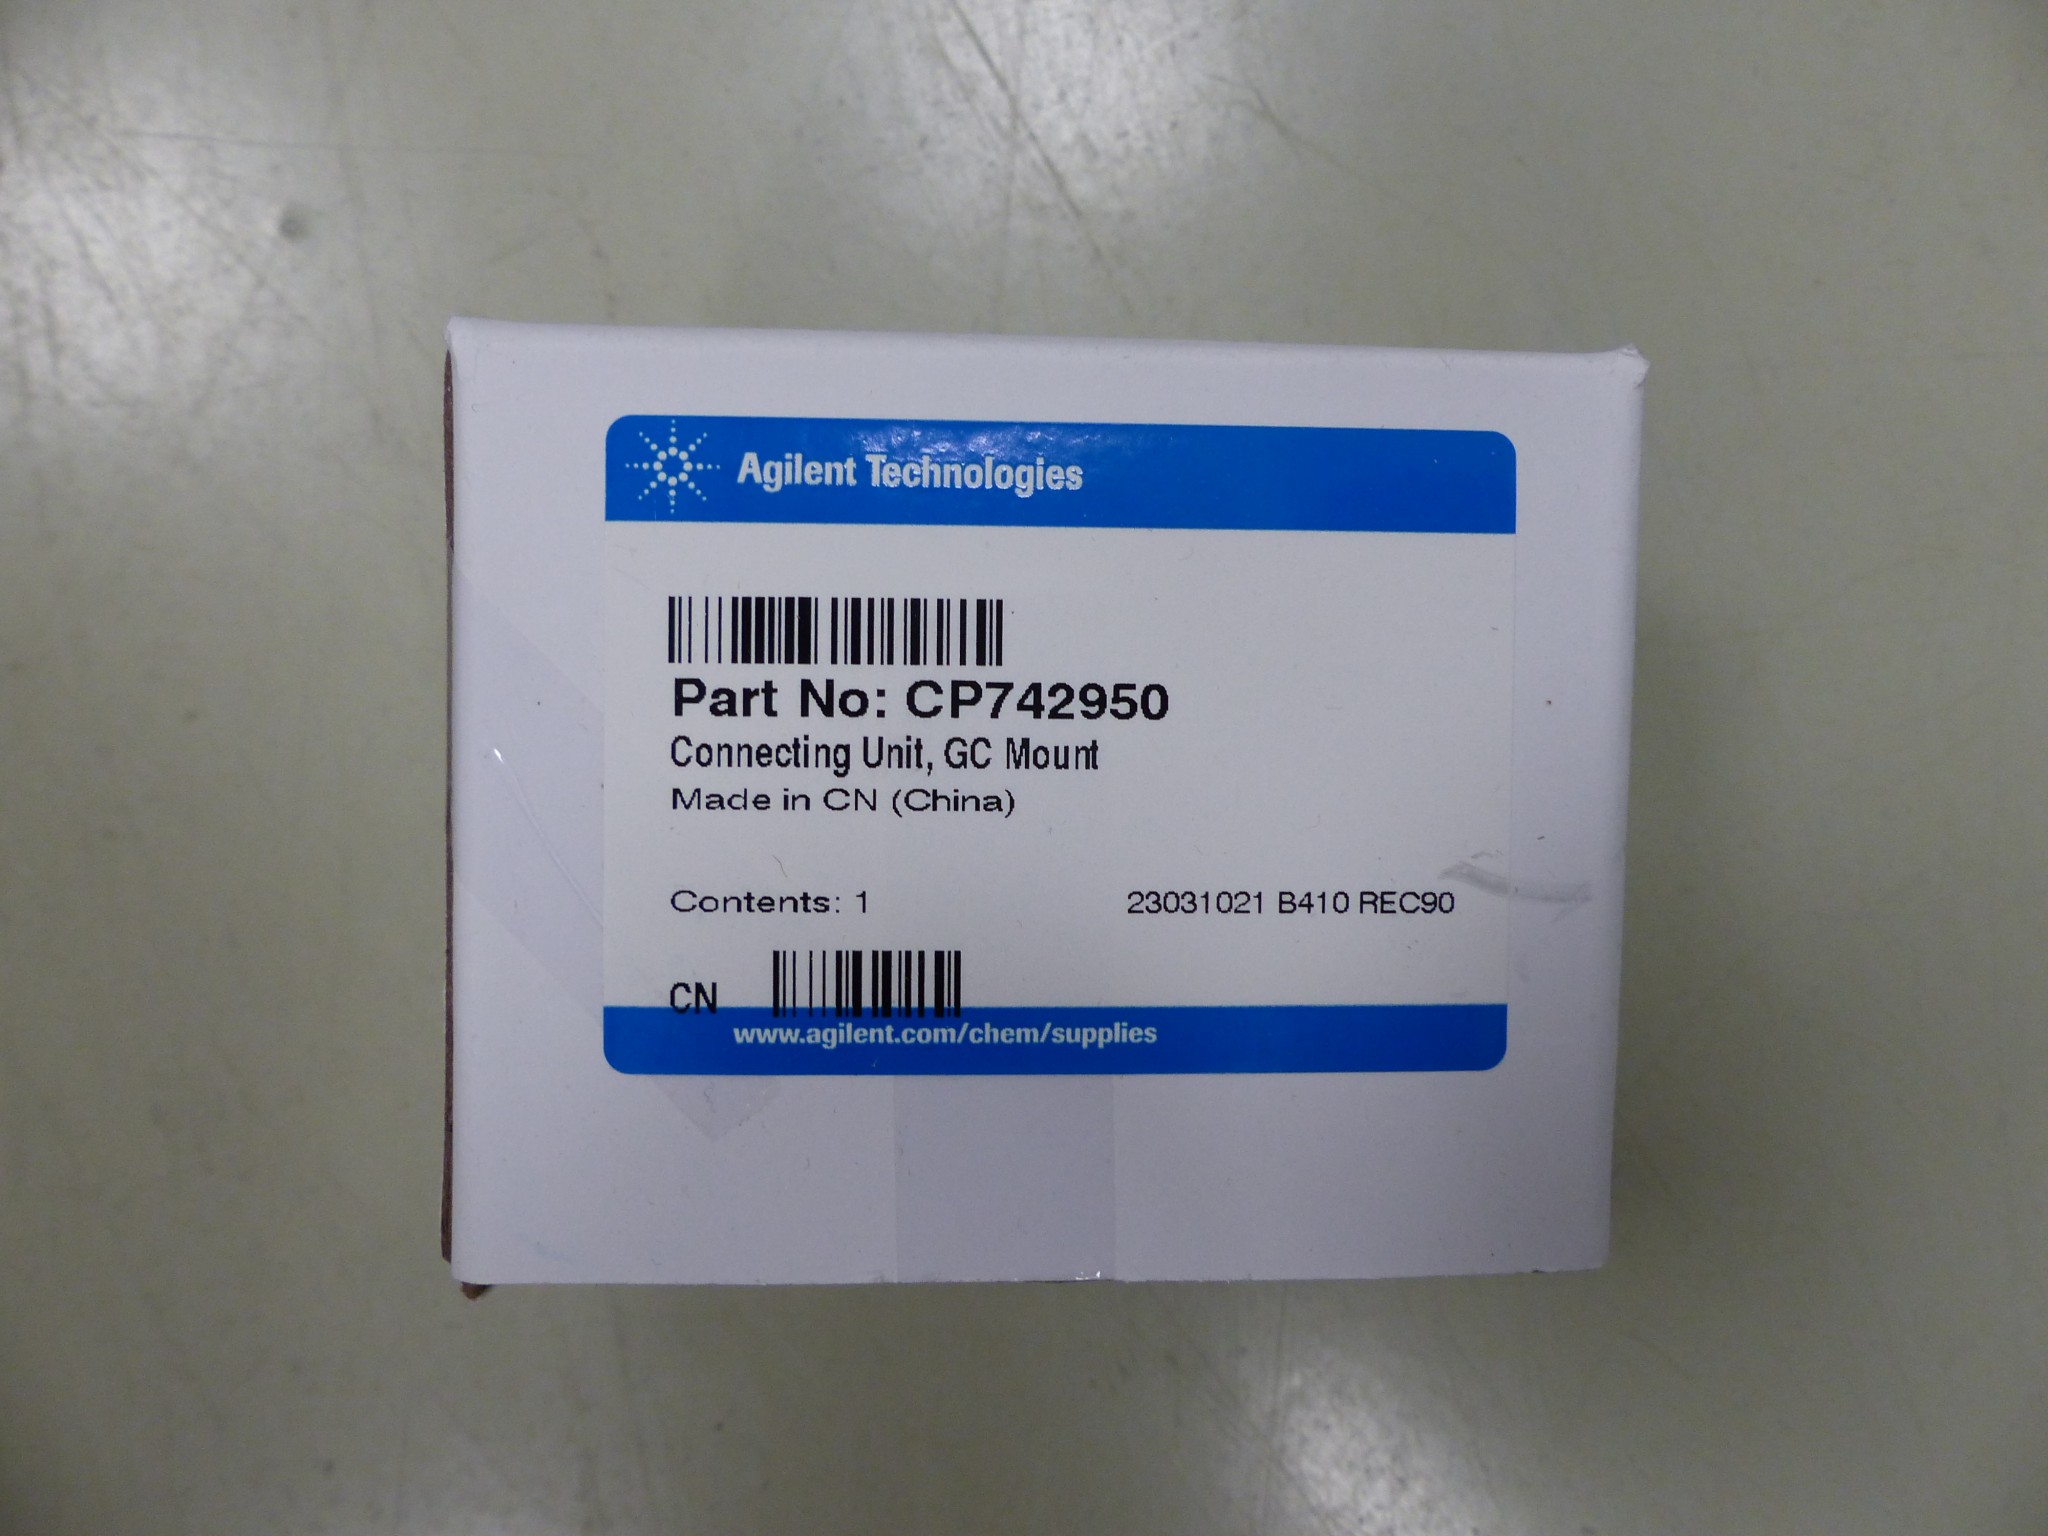 Agilent Technologies
Part No: CP742950
Connecting Unit, GC Mount
Made in CN (China)
Contents: 1 23031021 B410 REC90
CN
www.agilent.com/chem/supplies